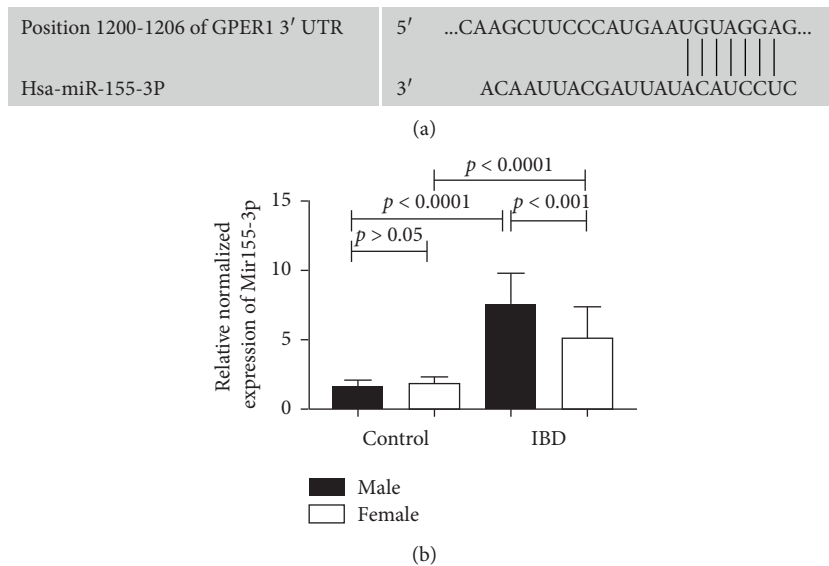 Position 1200-1206 of GPER1 3′ UTR 5′ ...CAAGCUUCCCAUGAAUGUAGGAG...
Hsa-miR-155-3P 3′ ACAAUUACGAUUAUACAUCCUC
(a)
p < 0.0001
p < 0.0001 p < 0.001
p > 0.05
Relative normalized
expression of Mir155-3p
15
10
5
0
Control IBD
Male
Female
(b)